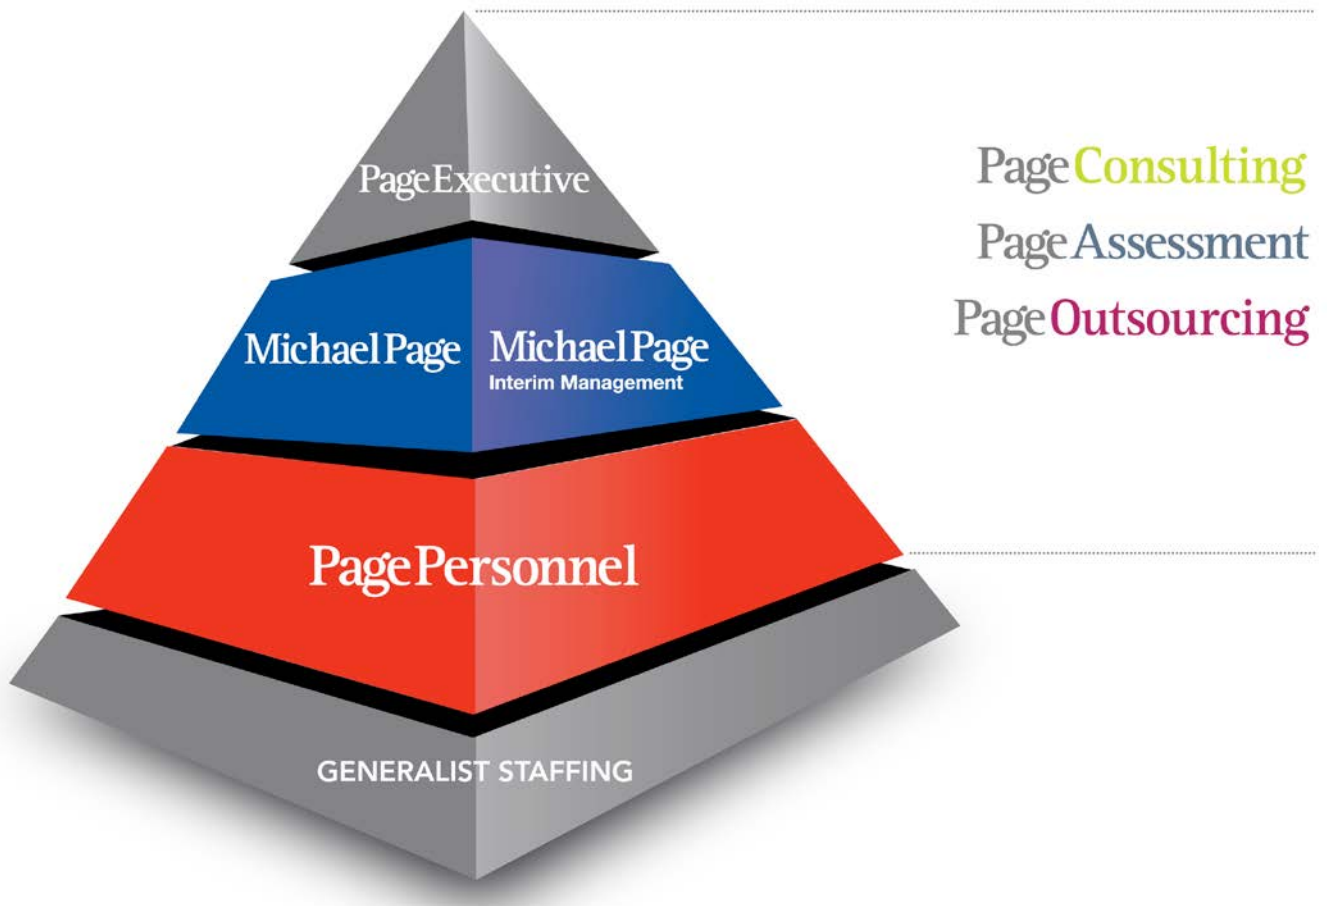 PageExecutive
MichaelPage
MichaelPage
Interim Management
PagePersonnel
GENERALIST STAFFING
PageConsulting
PageAssessment
PageOutsourcing